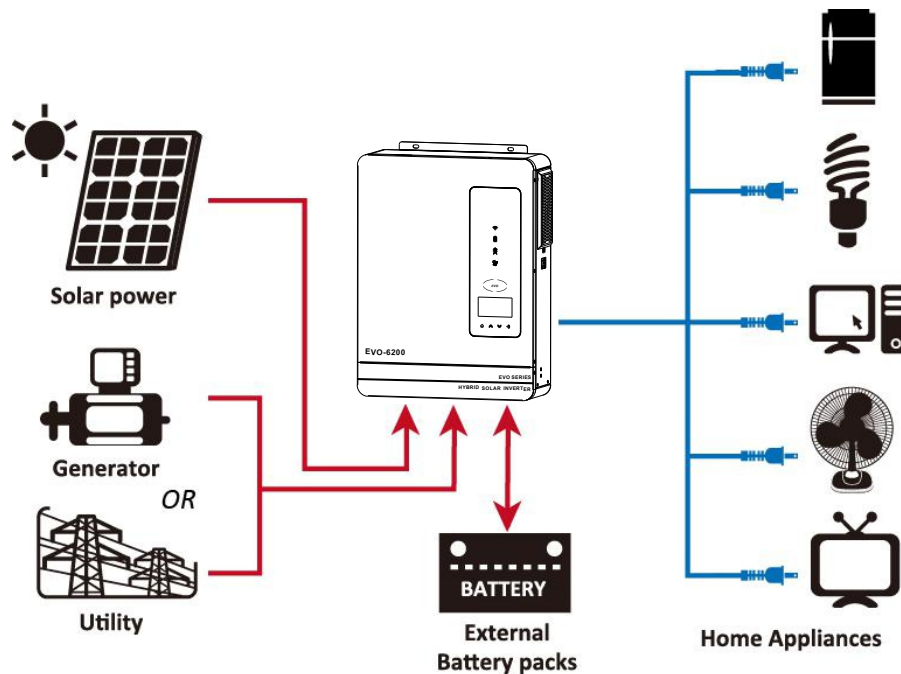 Solar power
Generator
OR
Utility
EVO-6200
EVO SERIES
HYBRID SOLAR INVERTER
BATTERY
External
Battery packs
Home Appliances